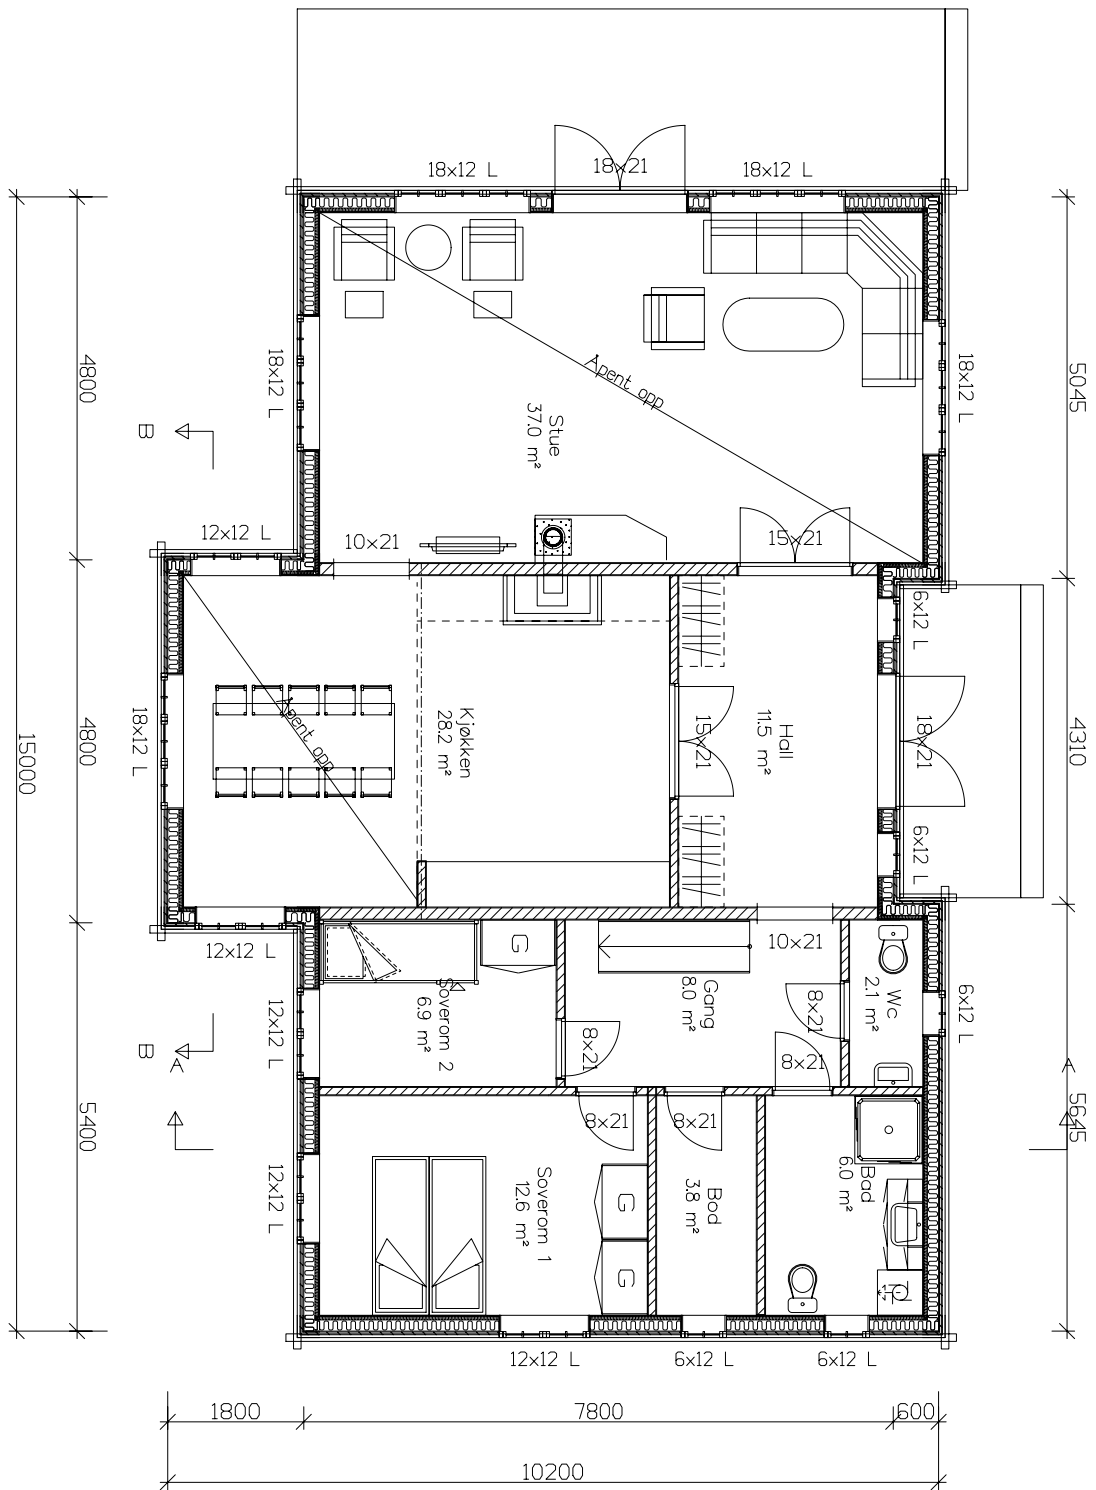 18x12 L
18x21
18x12 L
4800
5045
18x12 L
18x12 L
Åpent opp
Stue
37.0 m²
B
12x12 L
10x21
15x21
6x12 L
18x12 L
4800
15000
Åpent opp
Kjøkken
28.2 m²
15x21
Hall
11.5 m²
18x21
4310
6x12 L
12x12 L
G
10x21
12x12 L
Soverom 2
6.9 m²
8x21
Gang
8.0 m²
8x21
Wc
2.1 m²
6x12 L
B
A
8x21
A
5400
5645
8x21
8x21
12x12 L
Soverom 1
12.6 m²
G
G
Bod
3.8 m²
Bad
6.0 m²
12x12 L
6x12 L
6x12 L
1800
7800
600
10200